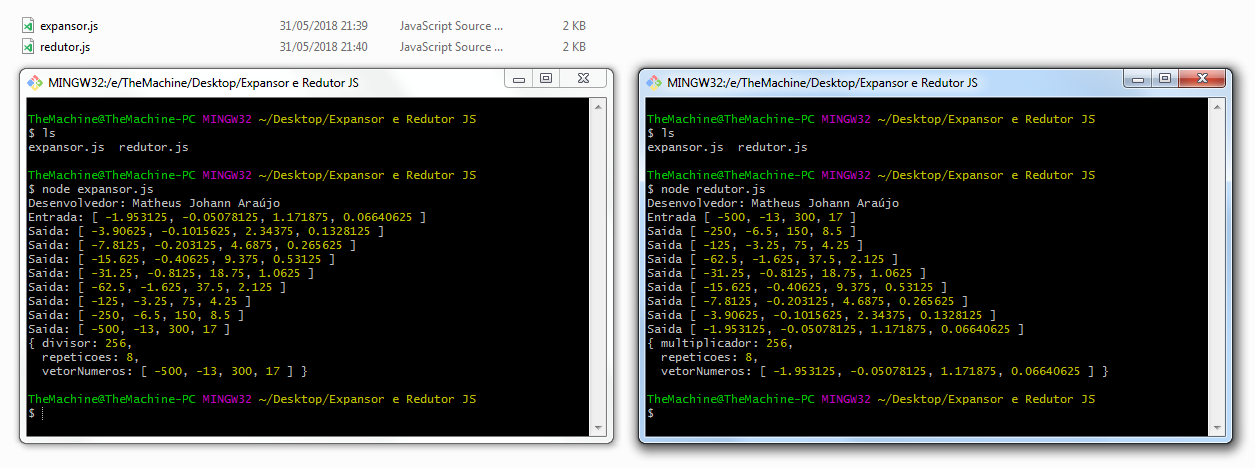 expansor.js 31/05/2018 21:39 JavaScript Source ... 2 KB
redutor.js 31/05/2018 21:40 JavaScript Source ... 2 KB
MINGW32:/e/TheMachine/Desktop/Expansor e Redutor JS
TheMachine@TheMachine-PC MINGW32 ~/Desktop/Expansor e Redutor JS
$ ls
expansor.js redutor.js
TheMachine@TheMachine-PC MINGW32 ~/Desktop/Expansor e Redutor JS
$ node expansor.js
Desenvolvedor: Matheus Johann Araújo
Entrada: [ -1.953125, -0.05078125, 1.171875, 0.06640625 ]
Saida: [ -3.90625, -0.1015625, 2.34375, 0.1328125 ]
Saida: [ -7.8125, -0.203125, 4.6875, 0.265625 ]
Saida: [ -15.625, -0.40625, 9.375, 0.53125 ]
Saida: [ -31.25, -0.8125, 18.75, 1.0625 ]
Saida: [ -62.5, -1.625, 37.5, 2.125 ]
Saida: [ -125, -3.25, 75, 4.25 ]
Saida: [ -250, -6.5, 150, 8.5 ]
Saida: [ -500, -13, 300, 17 ]
{ divisor: 256,
repeticoes: 8,
vetorNumeros: [ -500, -13, 300, 17 ] }
TheMachine@TheMachine-PC MINGW32 ~/Desktop/Expansor e Redutor JS
$
MINGW32:/e/TheMachine/Desktop/Expansor e Redutor JS
TheMachine@TheMachine-PC MINGW32 ~/Desktop/Expansor e Redutor JS
$ ls
expansor.js redutor.js
TheMachine@TheMachine-PC MINGW32 ~/Desktop/Expansor e Redutor JS
$ node redutor.js
Desenvolvedor: Matheus Johann Araújo
Entrada [ -500, -13, 300, 17 ]
Saida [ -250, -6.5, 150, 8.5 ]
Saida [ -125, -3.25, 75, 4.25 ]
Saida [ -62.5, -1.625, 37.5, 2.125 ]
Saida [ -31.25, -0.8125, 18.75, 1.0625 ]
Saida [ -15.625, -0.40625, 9.375, 0.53125 ]
Saida [ -7.8125, -0.203125, 4.6875, 0.265625 ]
Saida [ -3.90625, -0.1015625, 2.34375, 0.1328125 ]
Saida [ -1.953125, -0.05078125, 1.171875, 0.06640625 ]
{ multiplicador: 256,
repeticoes: 8,
vetorNumeros: [ -1.953125, -0.05078125, 1.171875, 0.06640625 ] }
TheMachine@TheMachine-PC MINGW32 ~/Desktop/Expansor e Redutor JS
$